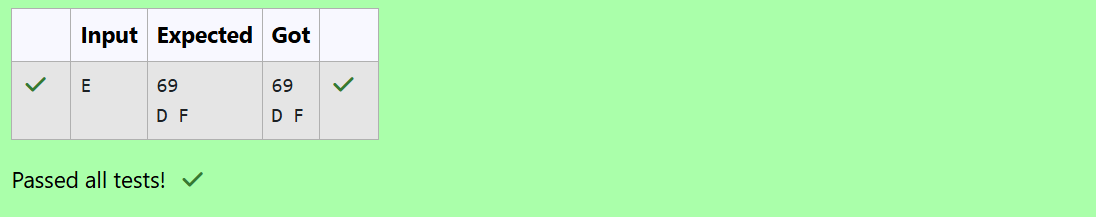 Input Expected Got
E 69 69
D F D F
Passed all tests!